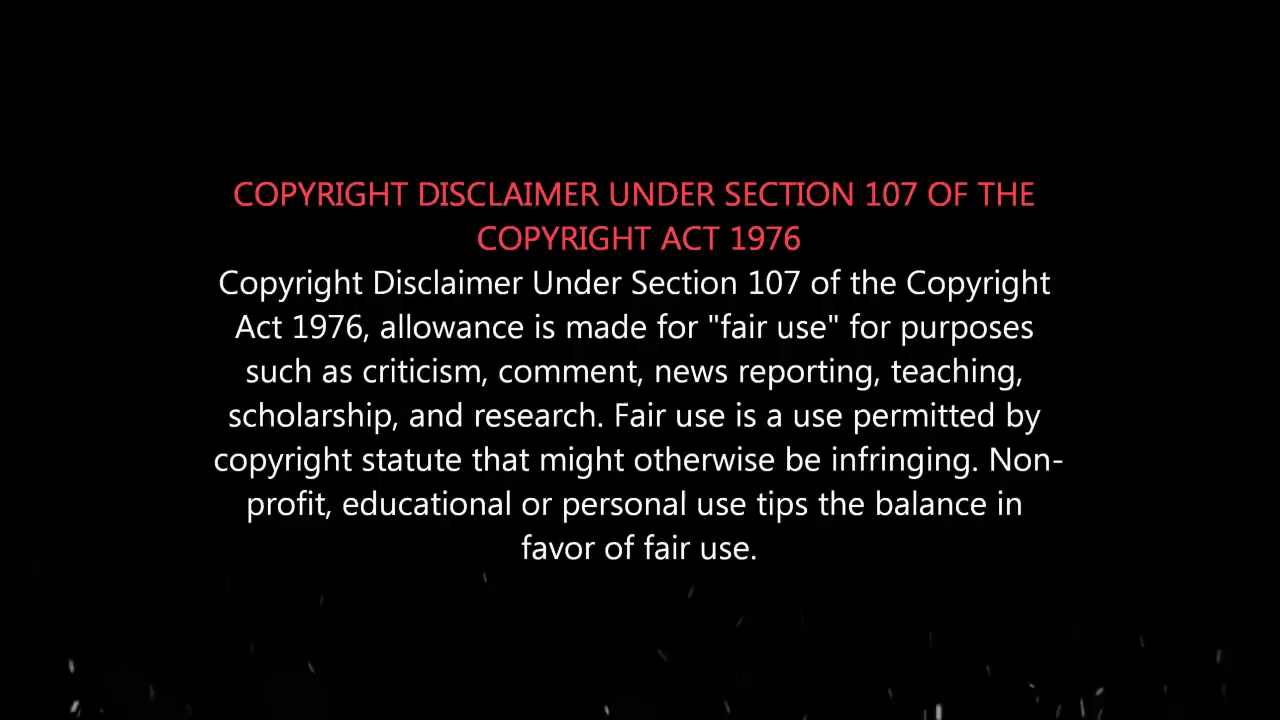 COPYRIGHT DISCLAIMER UNDER SECTION 107 OF THE
COPYRIGHT ACT 1976
Copyright Disclaimer Under Section 107 of the Copyright
Act 1976, allowance is made for "fair use" for purposes
such as criticism, comment, news reporting, teaching,
scholarship, and research. Fair use is a use permitted by
copyright statute that might otherwise be infringing. Non-
profit, educational or personal use tips the balance in
favor of fair use.